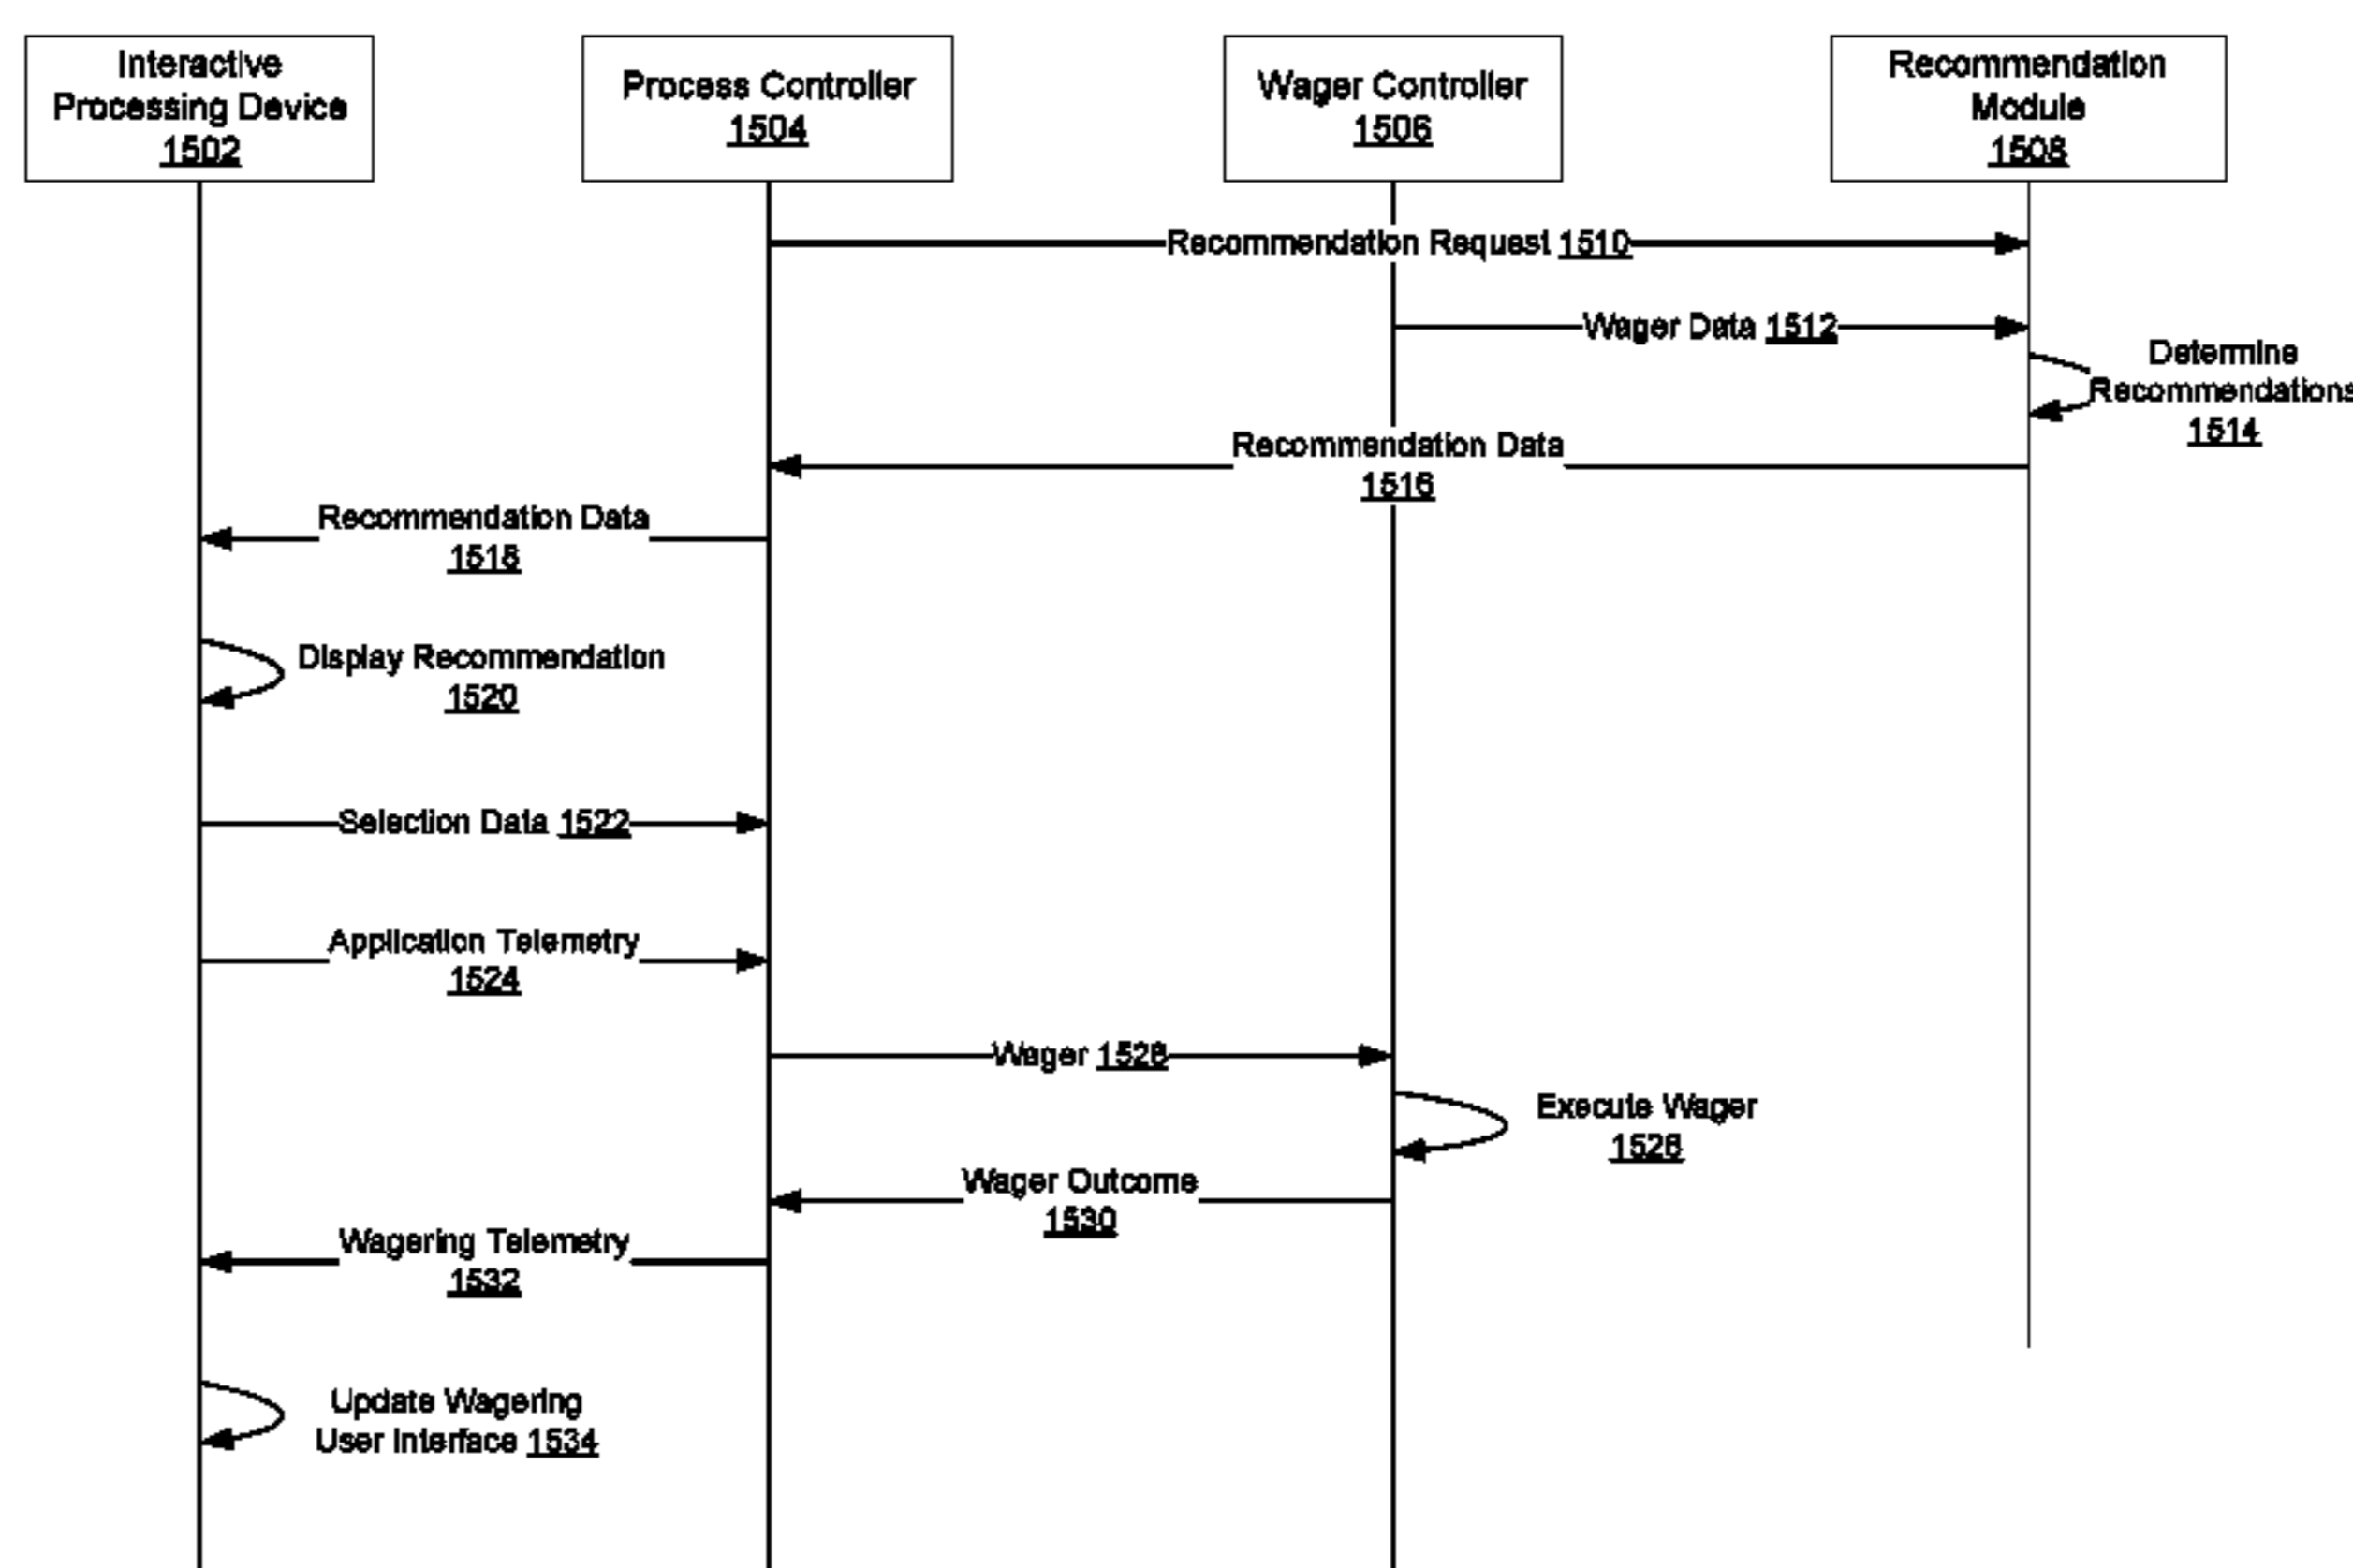 Interactive
Processing Device
1502
Process Controller
1504
Wager Controller
1506
Recommendation
Module
1508
Recommendation Request 1510
Wager Data 1512
Determine
Recommendations
1514
Recommendation Data
1516
Recommendation Data
1518
Display Recommendation
1520
Selection Data 1522
Application Telemetry
1524
Wager 1526
Execute Wager
1528
Wager Outcome
1530
Wagering Telemetry
1532
Update Wagering
User Interface 1534